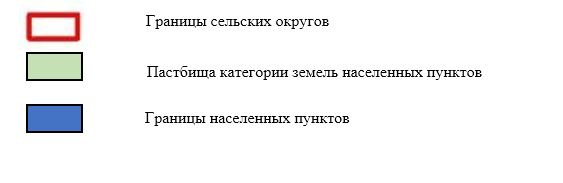 Границы сельских округов
Пастбища категории земель населенных пунктов
Границы населенных пунктов